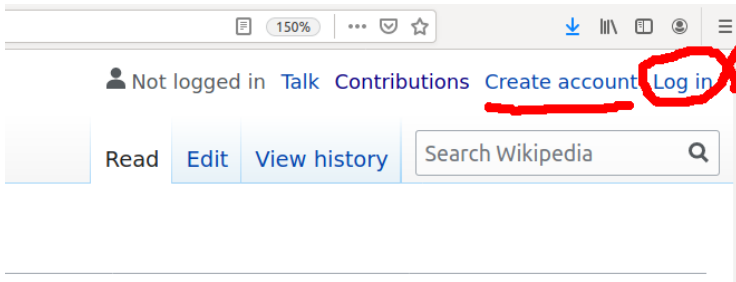 150%
Not logged in Talk Contributions Create account Log in
Read Edit View history Search Wikipedia